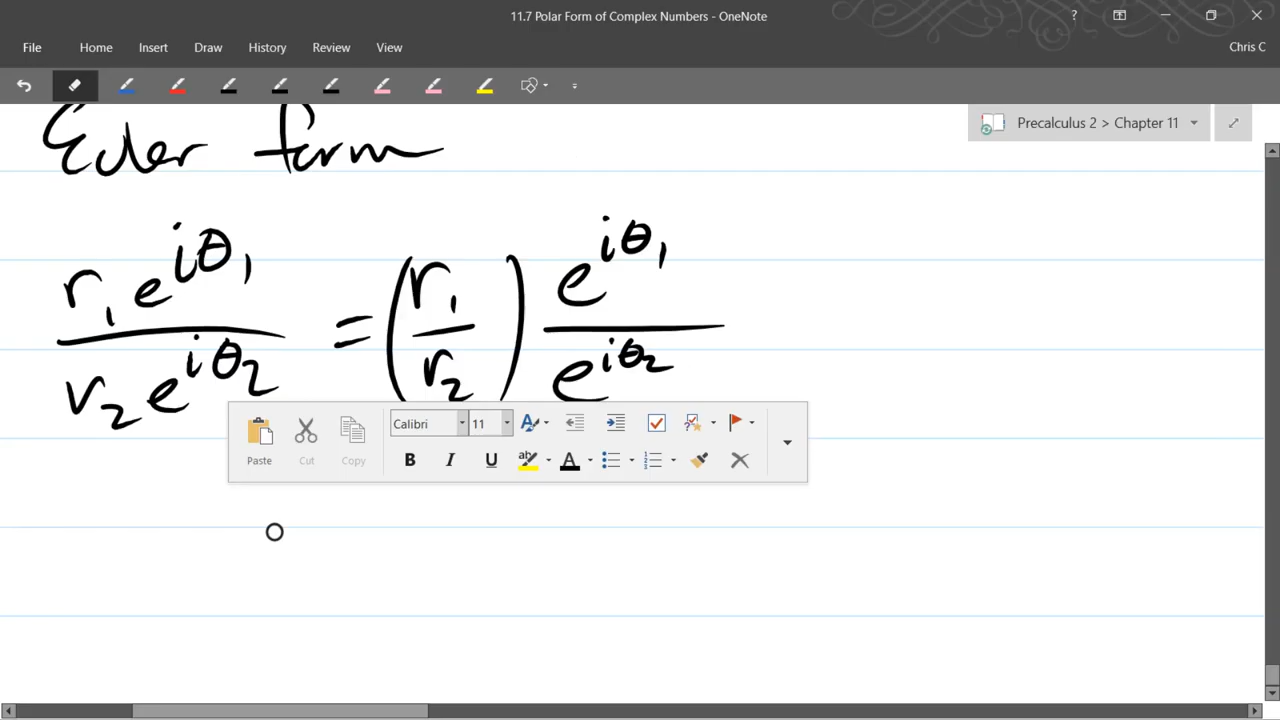 11.7 Polar Form of Complex Numbers - OneNote
?
File Home Insert Draw History Review View
Chris C
Precalculus 2 > Chapter 11
Euler form
r₁e^{iθ₁} / r₂e^{iθ₂} = (r₁ / r₂) e^{iθ₁} / e^{iθ₂}
Calibri 11
Paste Cut Copy
B I U ab A